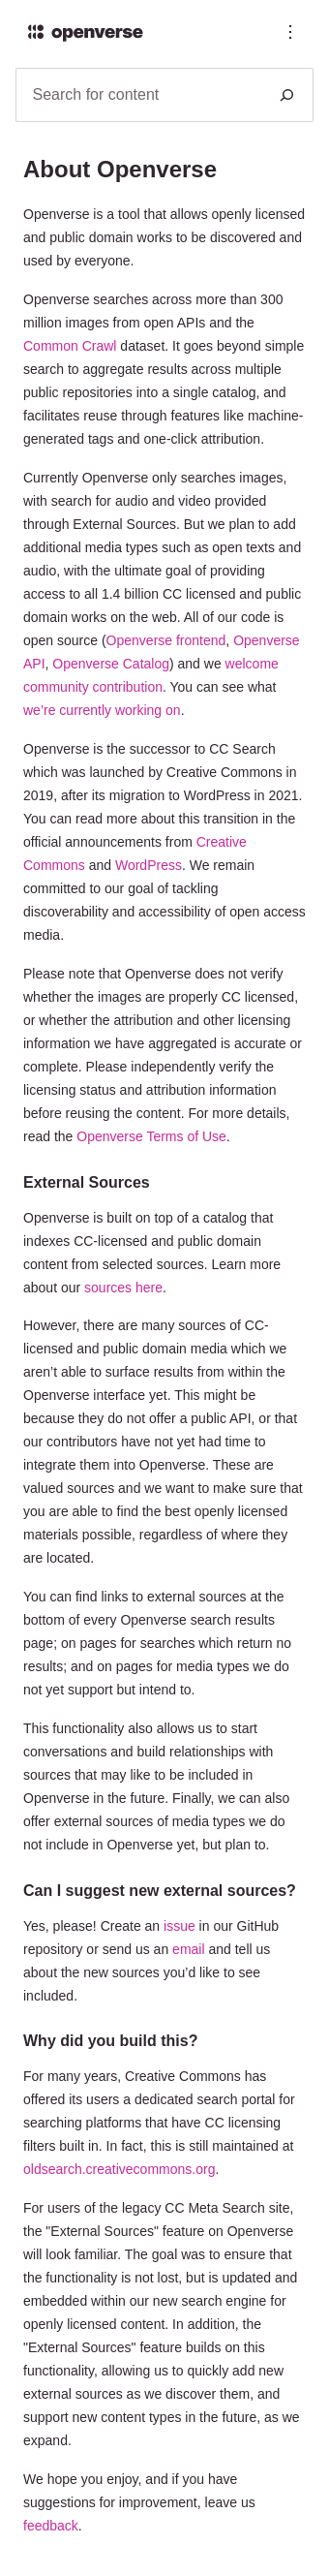 openverse
Search for content
About Openverse
Openverse is a tool that allows openly licensed
and public domain works to be discovered and
used by everyone.
Openverse searches across more than 300
million images from open APIs and the
Common Crawl dataset. It goes beyond simple
search to aggregate results across multiple
public repositories into a single catalog, and
facilitates reuse through features like machine-
generated tags and one-click attribution.
Currently Openverse only searches images,
with search for audio and video provided
through External Sources. But we plan to add
additional media types such as open texts and
audio, with the ultimate goal of providing
access to all 1.4 billion CC licensed and public
domain works on the web. All of our code is
open source (Openverse frontend, Openverse
API, Openverse Catalog) and we welcome
community contribution. You can see what
we’re currently working on.
Openverse is the successor to CC Search
which was launched by Creative Commons in
2019, after its migration to WordPress in 2021.
You can read more about this transition in the
official announcements from Creative
Commons and WordPress. We remain
committed to our goal of tackling
discoverability and accessibility of open access
media.
Please note that Openverse does not verify
whether the images are properly CC licensed,
or whether the attribution and other licensing
information we have aggregated is accurate or
complete. Please independently verify the
licensing status and attribution information
before reusing the content. For more details,
read the Openverse Terms of Use.
External Sources
Openverse is built on top of a catalog that
indexes CC-licensed and public domain
content from selected sources. Learn more
about our sources here.
However, there are many sources of CC-
licensed and public domain media which we
aren’t able to surface results from within the
Openverse interface yet. This might be
because they do not offer a public API, or that
our contributors have not yet had time to
integrate them into Openverse. These are
valued sources and we want to make sure that
you are able to find the best openly licensed
materials possible, regardless of where they
are located.
You can find links to external sources at the
bottom of every Openverse search results
page; on pages for searches which return no
results; and on pages for media types we do
not yet support but intend to.
This functionality also allows us to start
conversations and build relationships with
sources that may like to be included in
Openverse in the future. Finally, we can also
offer external sources of media types we do
not include in Openverse yet, but plan to.
Can I suggest new external sources?
Yes, please! Create an issue in our GitHub
repository or send us an email and tell us
about the new sources you’d like to see
included.
Why did you build this?
For many years, Creative Commons has
offered its users a dedicated search portal for
searching platforms that have CC licensing
filters built in. In fact, this is still maintained at
oldsearch.creativecommons.org.
For users of the legacy CC Meta Search site,
the "External Sources" feature on Openverse
will look familiar. The goal was to ensure that
the functionality is not lost, but is updated and
embedded within our new search engine for
openly licensed content. In addition, the
"External Sources" feature builds on this
functionality, allowing us to quickly add new
external sources as we discover them, and
support new content types in the future, as we
expand.
We hope you enjoy, and if you have
suggestions for improvement, leave us
feedback.